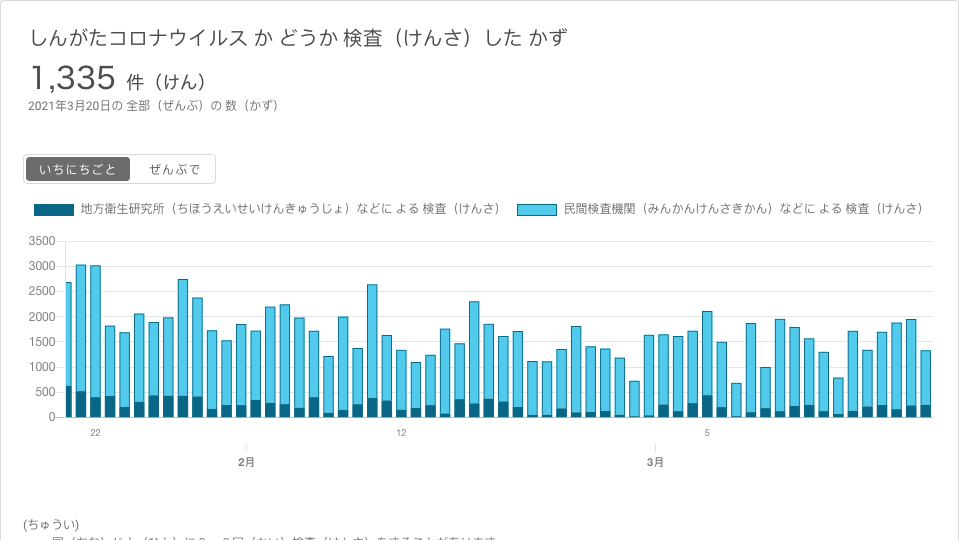 しんがたコロナウイルス か どうか 検査（けんさ）した かず
1,335 件（けん）
2021年3月20日の 全部（ぜんぶ）の 数（かず）
いちにちごと ぜんぶで
地方衛生研究所（ちほうえいせいけんきゅうじょ）などに よる 検査（けんさ） 民間検査機関（みんかんけんさきかん）などに よる 検査（けんさ）
3500
3000
2500
2000
1500
1000
500
0
22 12 5
2月 3月
(ちゅうい)